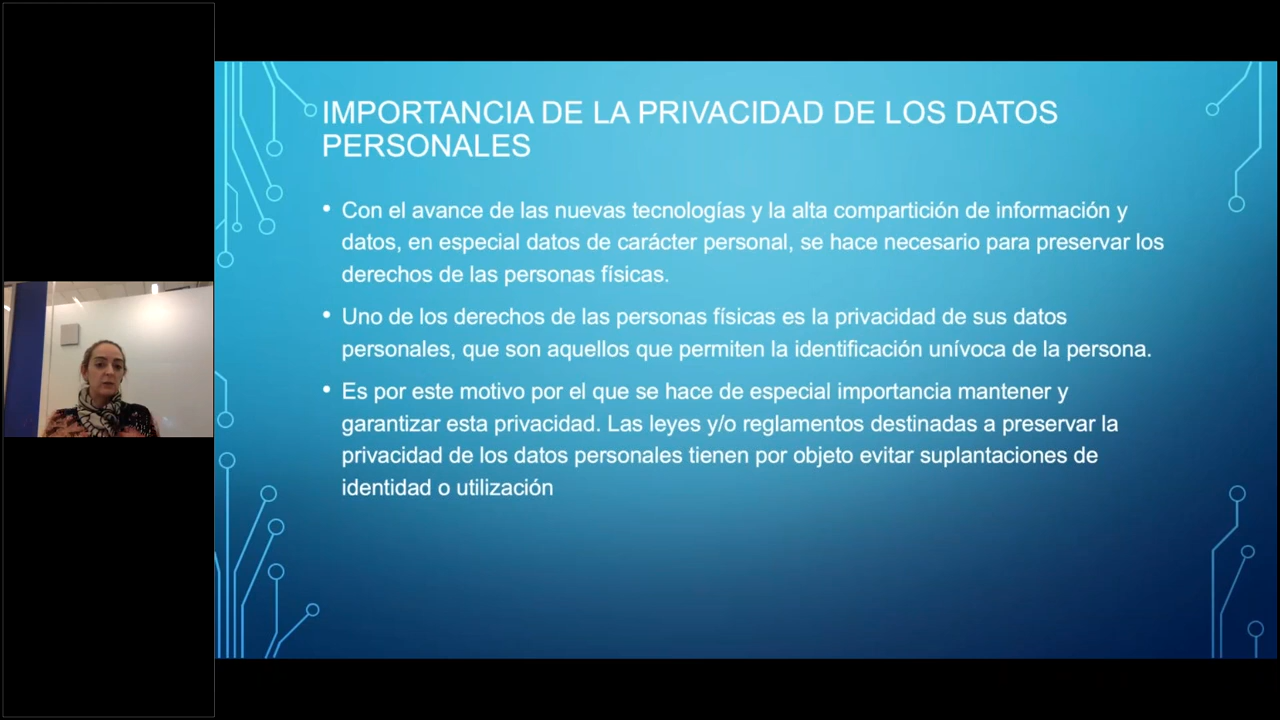 IMPORTANCIA DE LA PRIVACIDAD DE LOS DATOS
PERSONALES
• Con el avance de las nuevas tecnologías y la alta compartición de información y
datos, en especial datos de carácter personal, se hace necesario para preservar los
derechos de las personas físicas.
• Uno de los derechos de las personas físicas es la privacidad de sus datos
personales, que son aquellos que permiten la identificación unívoca de la persona.
• Es por este motivo por el que se hace de especial importancia mantener y
garantizar esta privacidad. Las leyes y/o reglamentos destinadas a preservar la
privacidad de los datos personales tienen por objeto evitar suplantaciones de
identidad o utilización